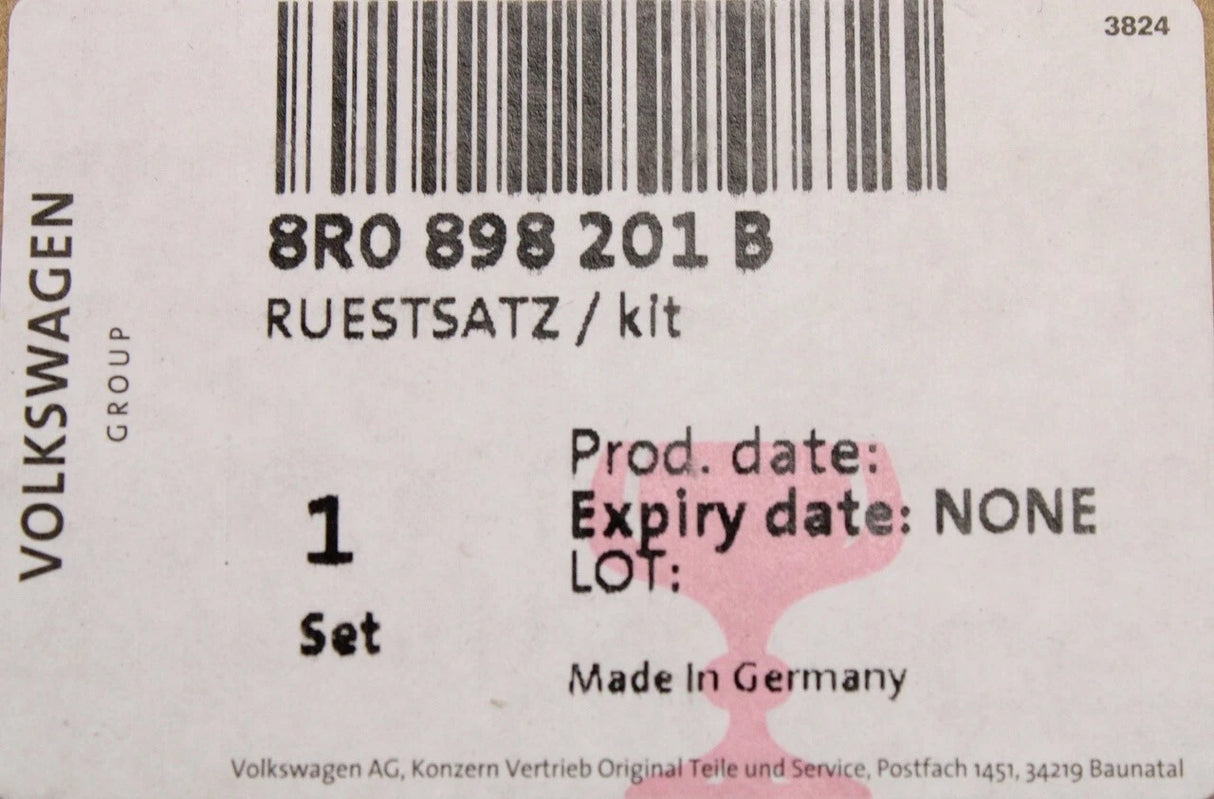 3824
8R0 898 201 B
RUESTSATZ / kit
VOLKSWAGEN
GROUP
Prod. date:
Expiry date: NONE
LOT:
1
Set
Made In Germany
Volkswagen AG, Konzern Vertrieb Original Teile und Service, Postfach 1451, 34219 Baunatal